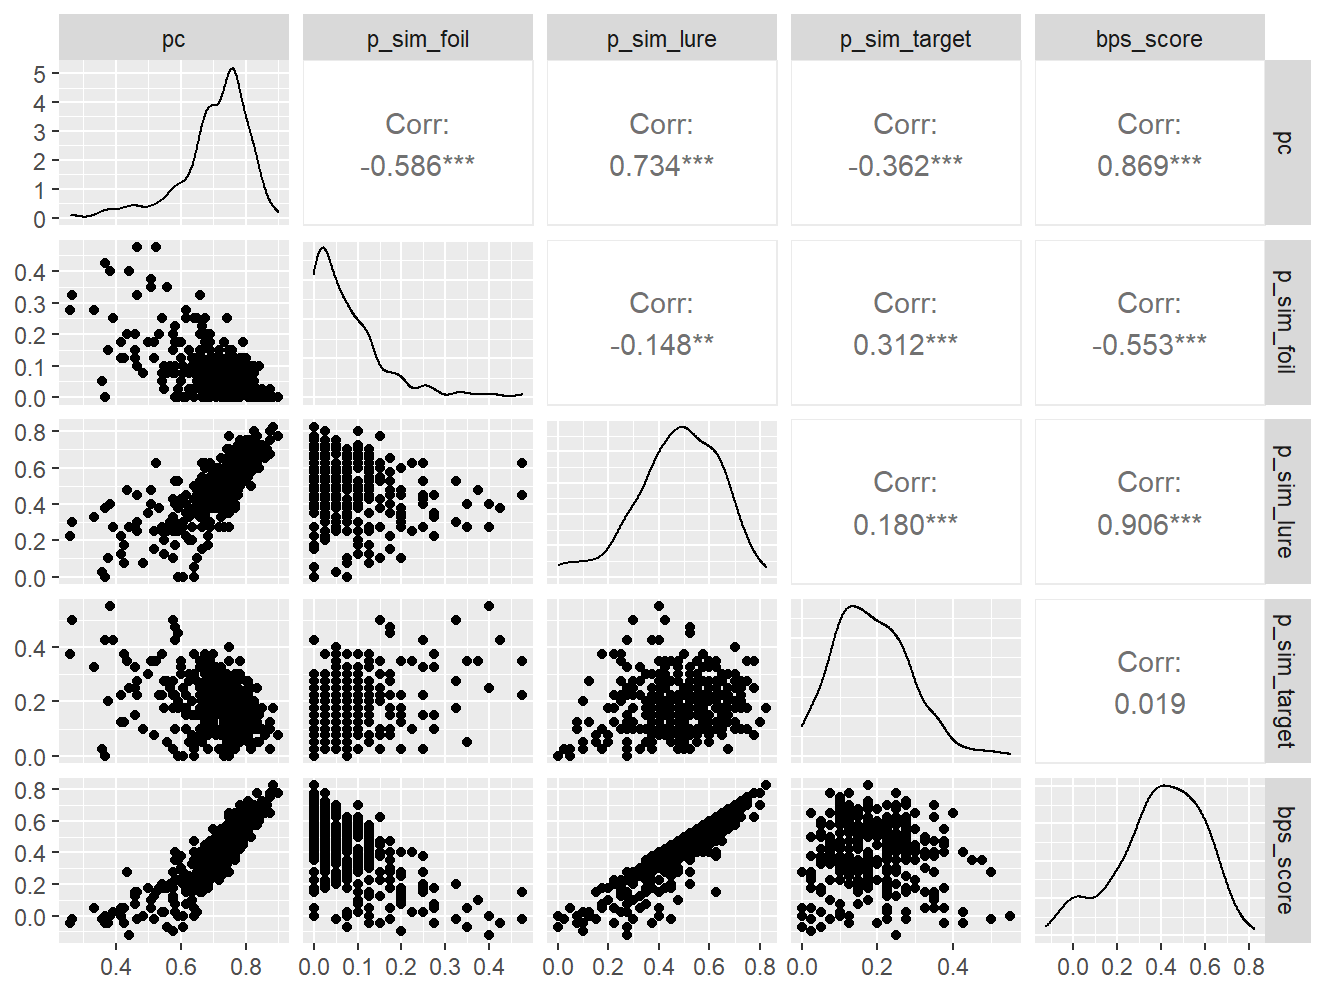 pc p_sim_foil p_sim_lure p_sim_target bps_score
5
4
3
2
1
0
Corr:
-0.586***
Corr:
0.734***
Corr:
-0.362***
Corr:
0.869***
pc
0.4
0.3
0.2
0.1
0.0
Corr:
-0.148**
Corr:
0.312***
Corr:
-0.553***
p_sim_foil
0.8
0.6
0.4
0.2
0.0
Corr:
0.180***
Corr:
0.906***
p_sim_lure
0.4
0.2
0.0
Corr:
0.019
p_sim_target
0.8
0.6
0.4
0.2
0.0
bps_score
0.4 0.6 0.8 0.0 0.1 0.2 0.3 0.4 0.0 0.2 0.4 0.6 0.8 0.0 0.2 0.4 0.0 0.2 0.4 0.6 0.8